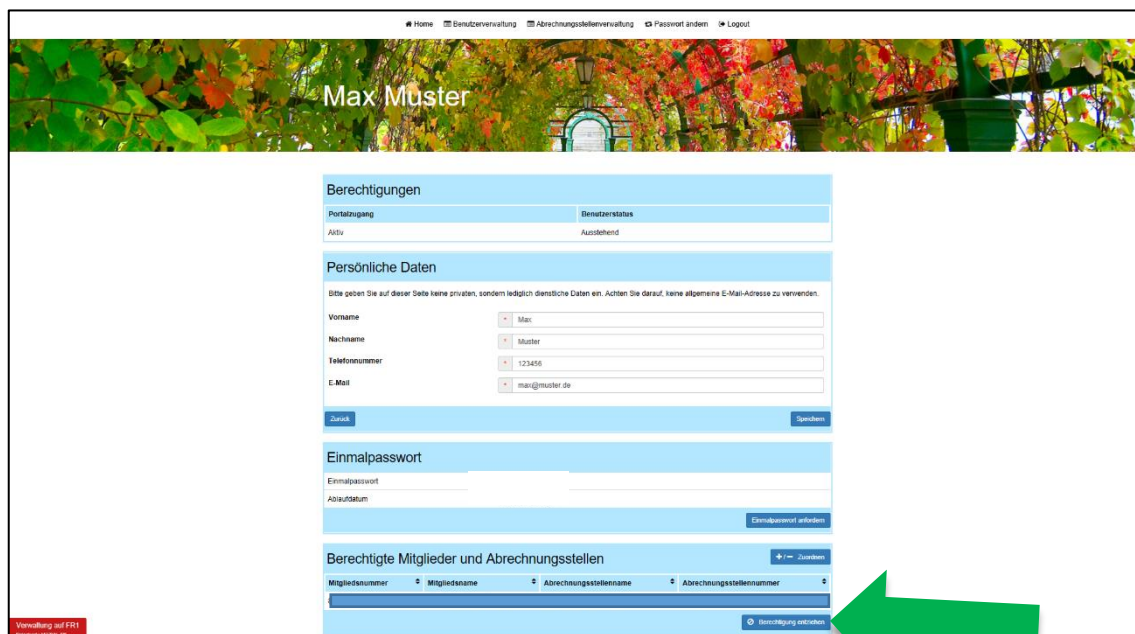 Home Benutzerverwaltung Abrechnungsstellenverwaltung Passwort ändern Logout
Max Muster
Berechtigungen
Portalzugang Benutzerstatus
Aktiv Ausstehend
Persönliche Daten
Bitte geben Sie auf dieser Seite keine privaten, sondern lediglich dienstliche Daten ein. Achten Sie darauf, keine allgemeine E-Mail-Adresse zu verwenden.
Vorname * Max
Nachname * Muster
Telefonnummer * 123456
E-Mail * max@muster.de
Zurück Speichern
Einmalpasswort
Einmalpasswort
Ablaufdatum
Einmalpasswort anfordern
Berechtigte Mitglieder und Abrechnungsstellen + / − Zuordnen
Mitgliedsnummer Mitgliedsname Abrechnungsstellenname Abrechnungsstellennummer
Berechtigung entziehen
Verwaltung auf FR1